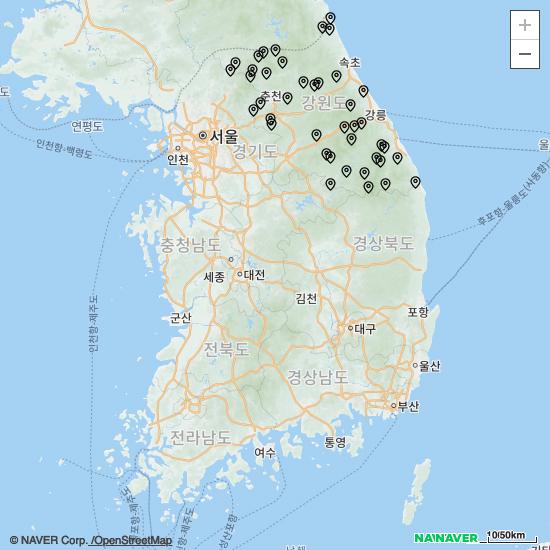 속초
춘천
강원도
강릉
연평도
서울
인천항-백령도
인천
경기도
울
후포항-울릉도(사동항)
충청남도
경상북도
세종
대전
김천
인천항-제주도
군산
포항
대구
전북도
경상남도
울산
부산
전라남도
통영
여수
© NAVER Corp. /OpenStreetMap
NAVER
10/50km